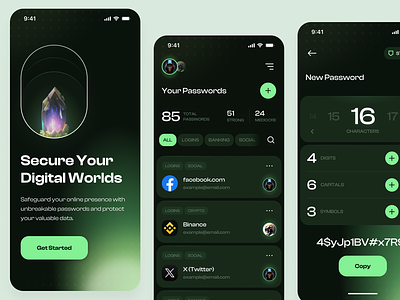 9:41
Secure Your
Digital Worlds
Safeguard your online presence with
unbreakable passwords and protect
your valuable data.
Get Started
9:41
Your Passwords
85 TOTAL PASSWORDS 51 STRONG 24 MEDIOCRE
ALL LOGINS BANKING SOCIAL
LOGINS SOCIAL
facebook.com
example@email.com
LOGINS CRYPTO
Binance
example@email.com
LOGINS SOCIAL
X (Twitter)
example@email.com
9:41
New Password
15 16 17
CHARACTERS
4 DIGITS
6 CAPITALS
3 SYMBOLS
4$yJp1BV#x7R9
Copy